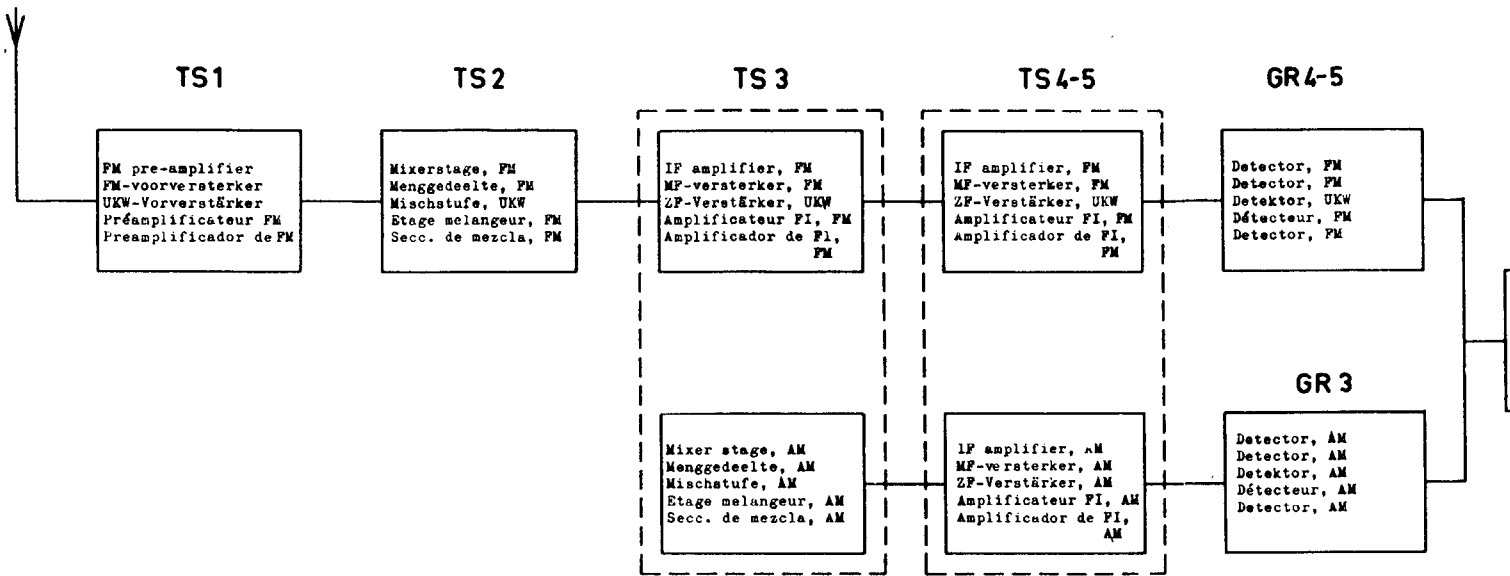 TS1
TS2
TS 3
TS4-5
GR4-5
FM pre-amplifier
FM-voorversterker
UKW-Vorverstärker
Préamplificateur FM
Preamplificador de FM
Mixerstage, FM
Menggedeelte, FM
Mischstufe, UKW
Etage melangeur, FM
Secc. de mezcla, FM
IF amplifier, FM
MF-versterker, FM
ZF-Verstärker, UKW
Amplificateur FI, FM
Amplificador de FI,
FM
IF amplifier, FM
MF-versterker, FM
ZF-Verstärker, UKW
Amplificateur FI, FM
Amplificador de FI,
FM
Detector, FM
Detector, FM
Detektor, UKW
Détecteur, FM
Detector, FM
GR 3
Mixer stage, AM
Menggedeelte, AM
Mischstufe, AM
Etage melangeur, AM
Secc. de mezcla, AM
IF amplifier, AM
MF-versterker, AM
ZF-Verstärker, AM
Amplificateur FI, AM
Amplificador de FI,
AM
Detector, AM
Detector, AM
Detektor, AM
Détecteur, AM
Detector, AM